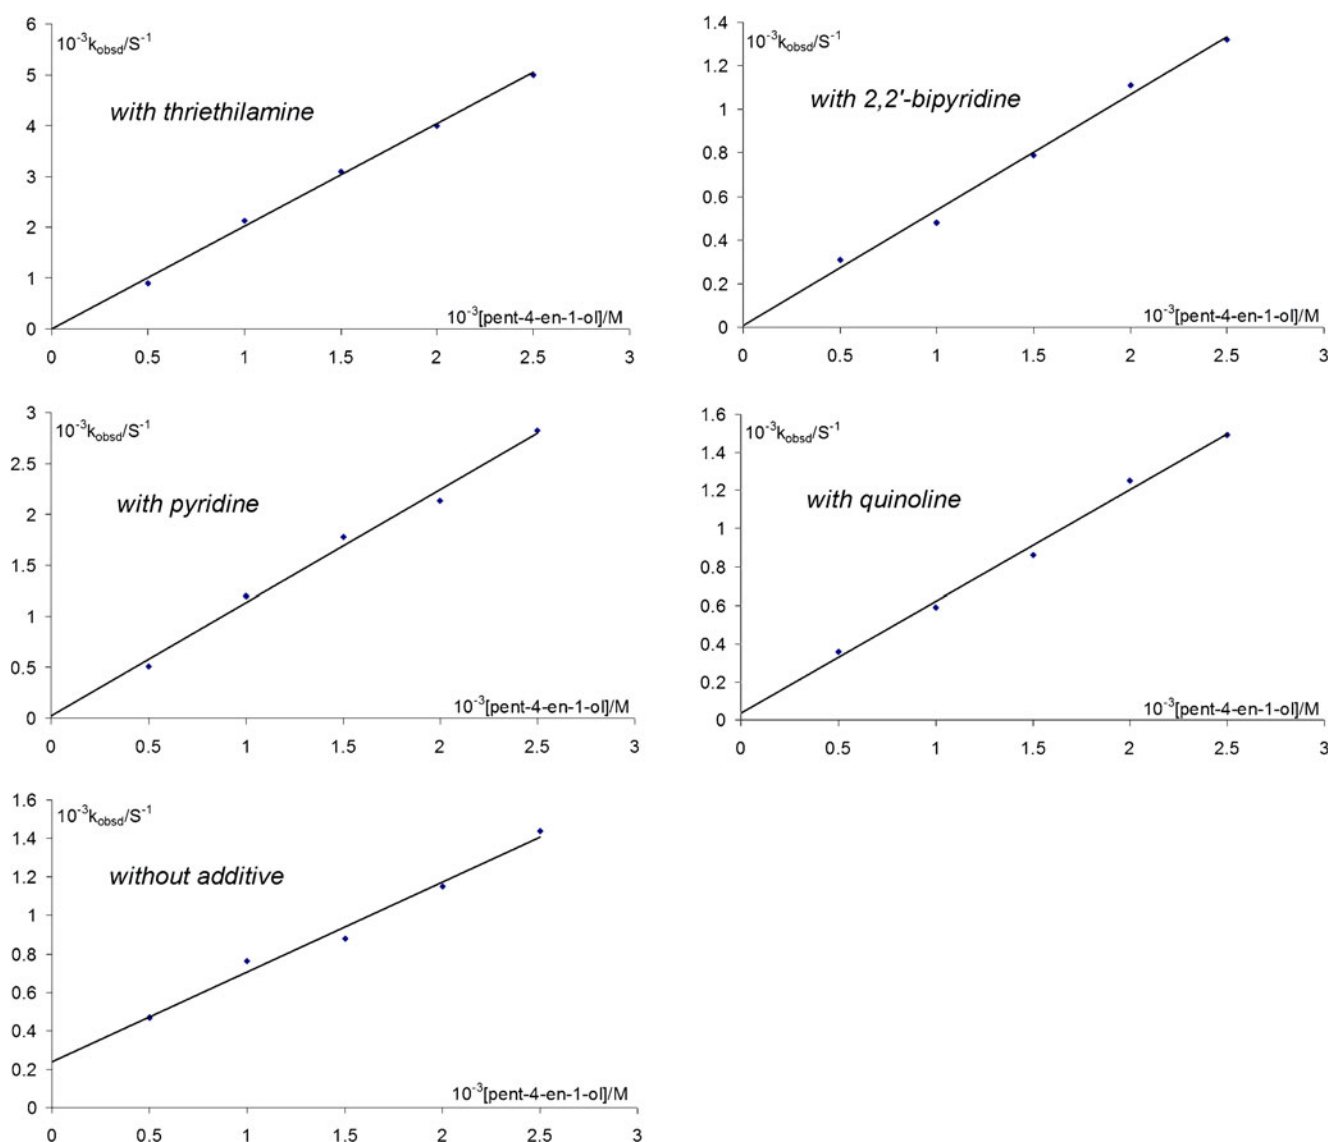 10⁻³k_obsd/S⁻¹
with thriethilamine
10⁻³[pent-4-en-1-ol]/M
6
5
4
3
2
1
0
0 0.5 1 1.5 2 2.5 3
10⁻³k_obsd/S⁻¹
with 2,2'-bipyridine
10⁻³[pent-4-en-1-ol]/M
1.4
1.2
1
0.8
0.6
0.4
0.2
0
0 0.5 1 1.5 2 2.5 3
10⁻³k_obsd/S⁻¹
with pyridine
10⁻³[pent-4-en-1-ol]/M
3
2.5
2
1.5
1
0.5
0
0 0.5 1 1.5 2 2.5 3
10⁻³k_obsd/S⁻¹
with quinoline
10⁻³[pent-4-en-1-ol]/M
1.6
1.4
1.2
1
0.8
0.6
0.4
0.2
0
0 0.5 1 1.5 2 2.5 3
10⁻³k_obsd/S⁻¹
without additive
10⁻³[pent-4-en-1-ol]/M
1.6
1.4
1.2
1
0.8
0.6
0.4
0.2
0
0 0.5 1 1.5 2 2.5 3